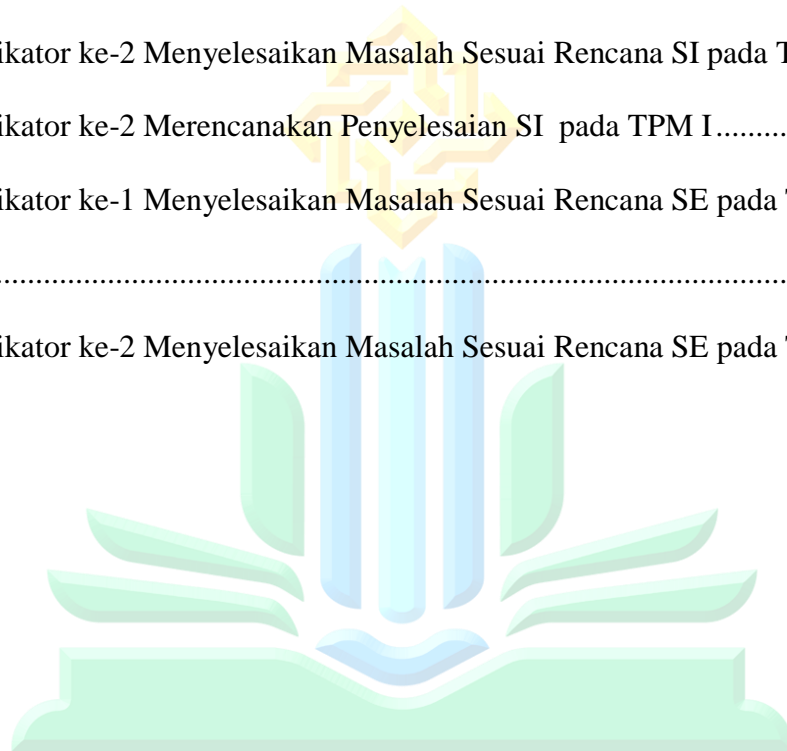 ikator ke-2 Menyelesaikan Masalah Sesuai Rencana SI pada
ikator ke-2 Merencanakan Penyelesaian SI pada TPM I.........
ikator ke-1 Menyelesaikan Masalah Sesuai Rencana SE pada
....................................................................................................
ikator ke-2 Menyelesaikan Masalah Sesuai Rencana SE pada